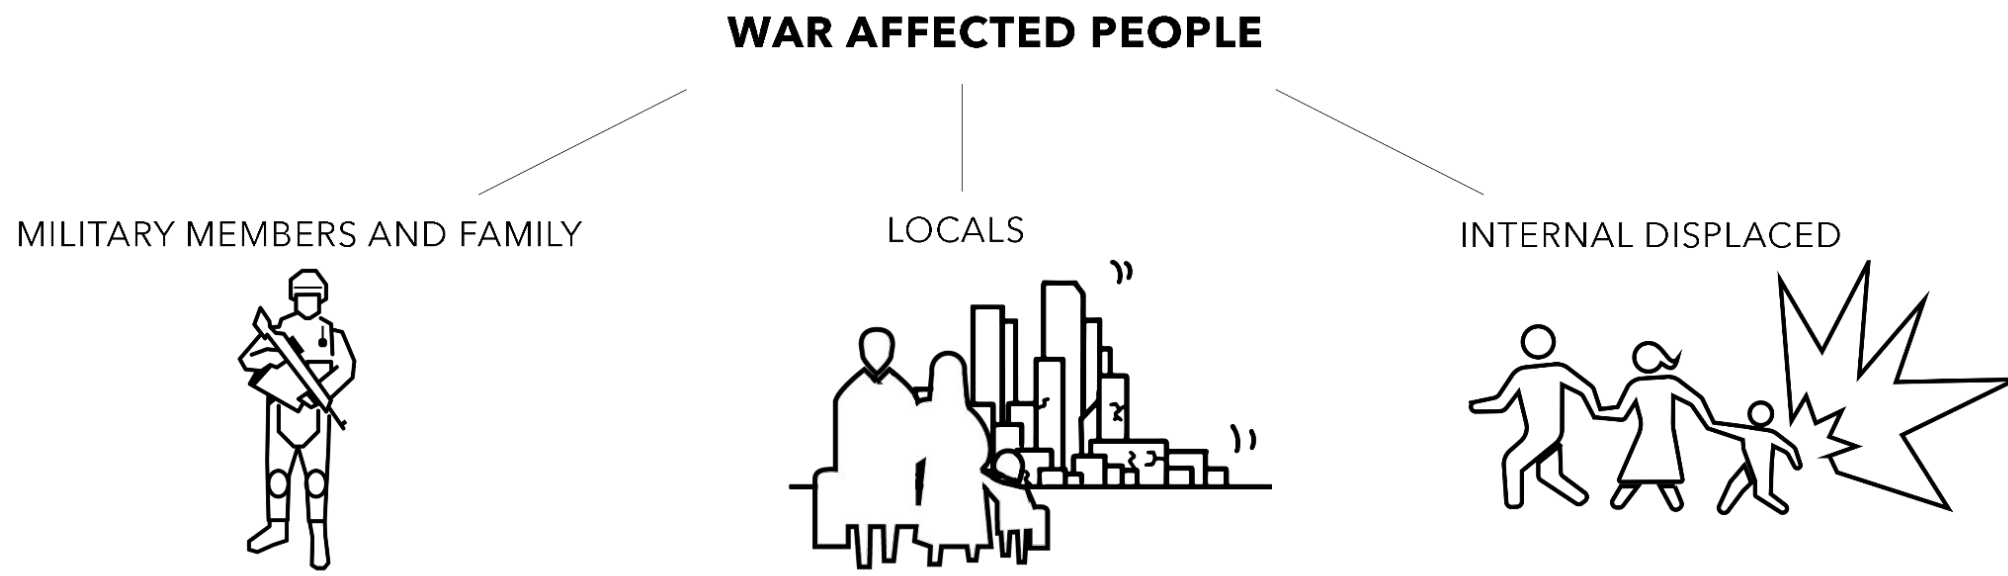 WAR AFFECTED PEOPLE
MILITARY MEMBERS AND FAMILY
LOCALS
INTERNAL DISPLACED